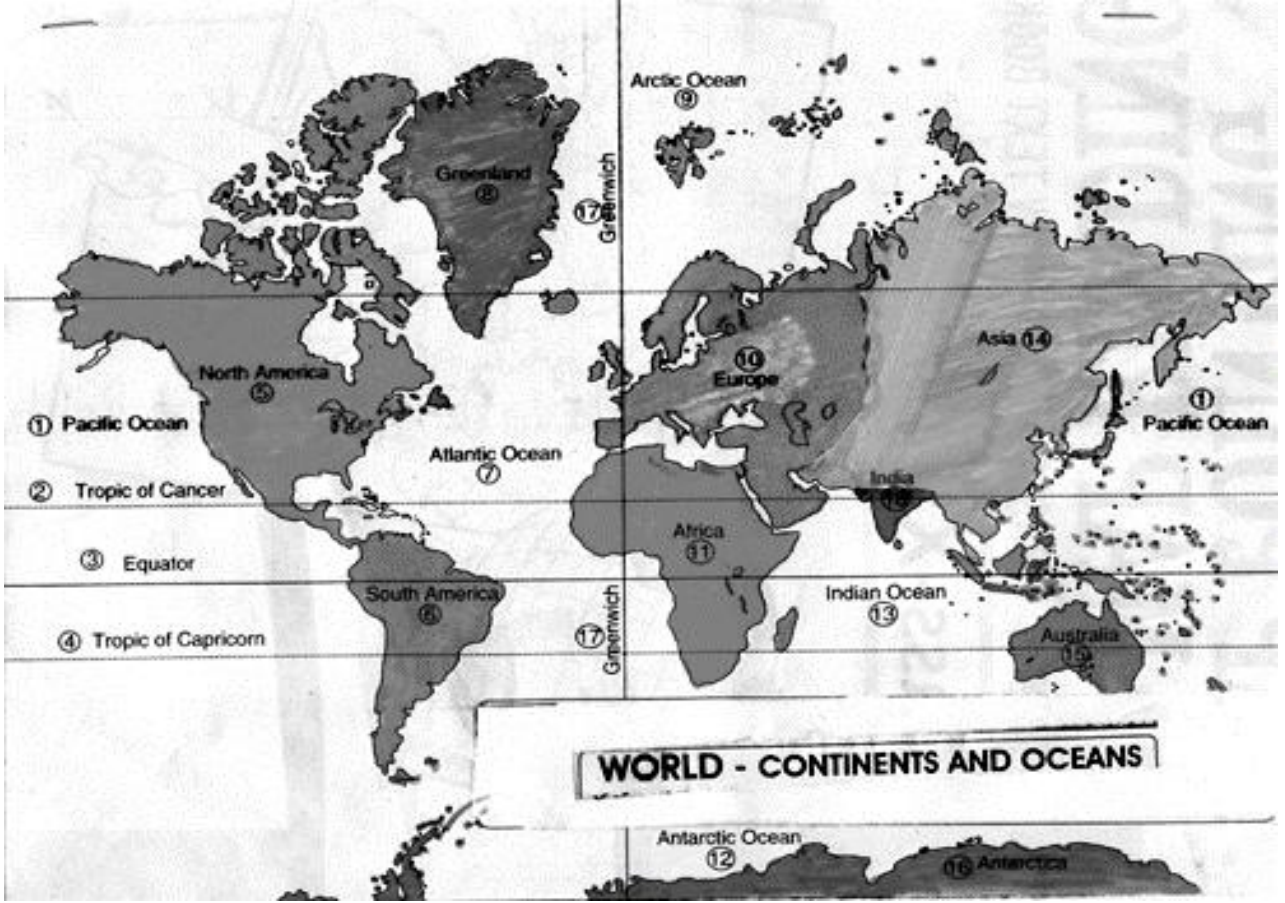 Arctic Ocean
9
Greenland
8
17
Greenwich
Asia 14
10
Europe
North America
5
1
Pacific Ocean
1 Pacific Ocean
Atlantic Ocean
7
2 Tropic of Cancer
India
Africa
11
3 Equator
South America
6
Indian Ocean
13
17
Greenwich
4 Tropic of Capricorn
Australia
15
WORLD - CONTINENTS AND OCEANS
Antarctic Ocean
12
16 Antarctica